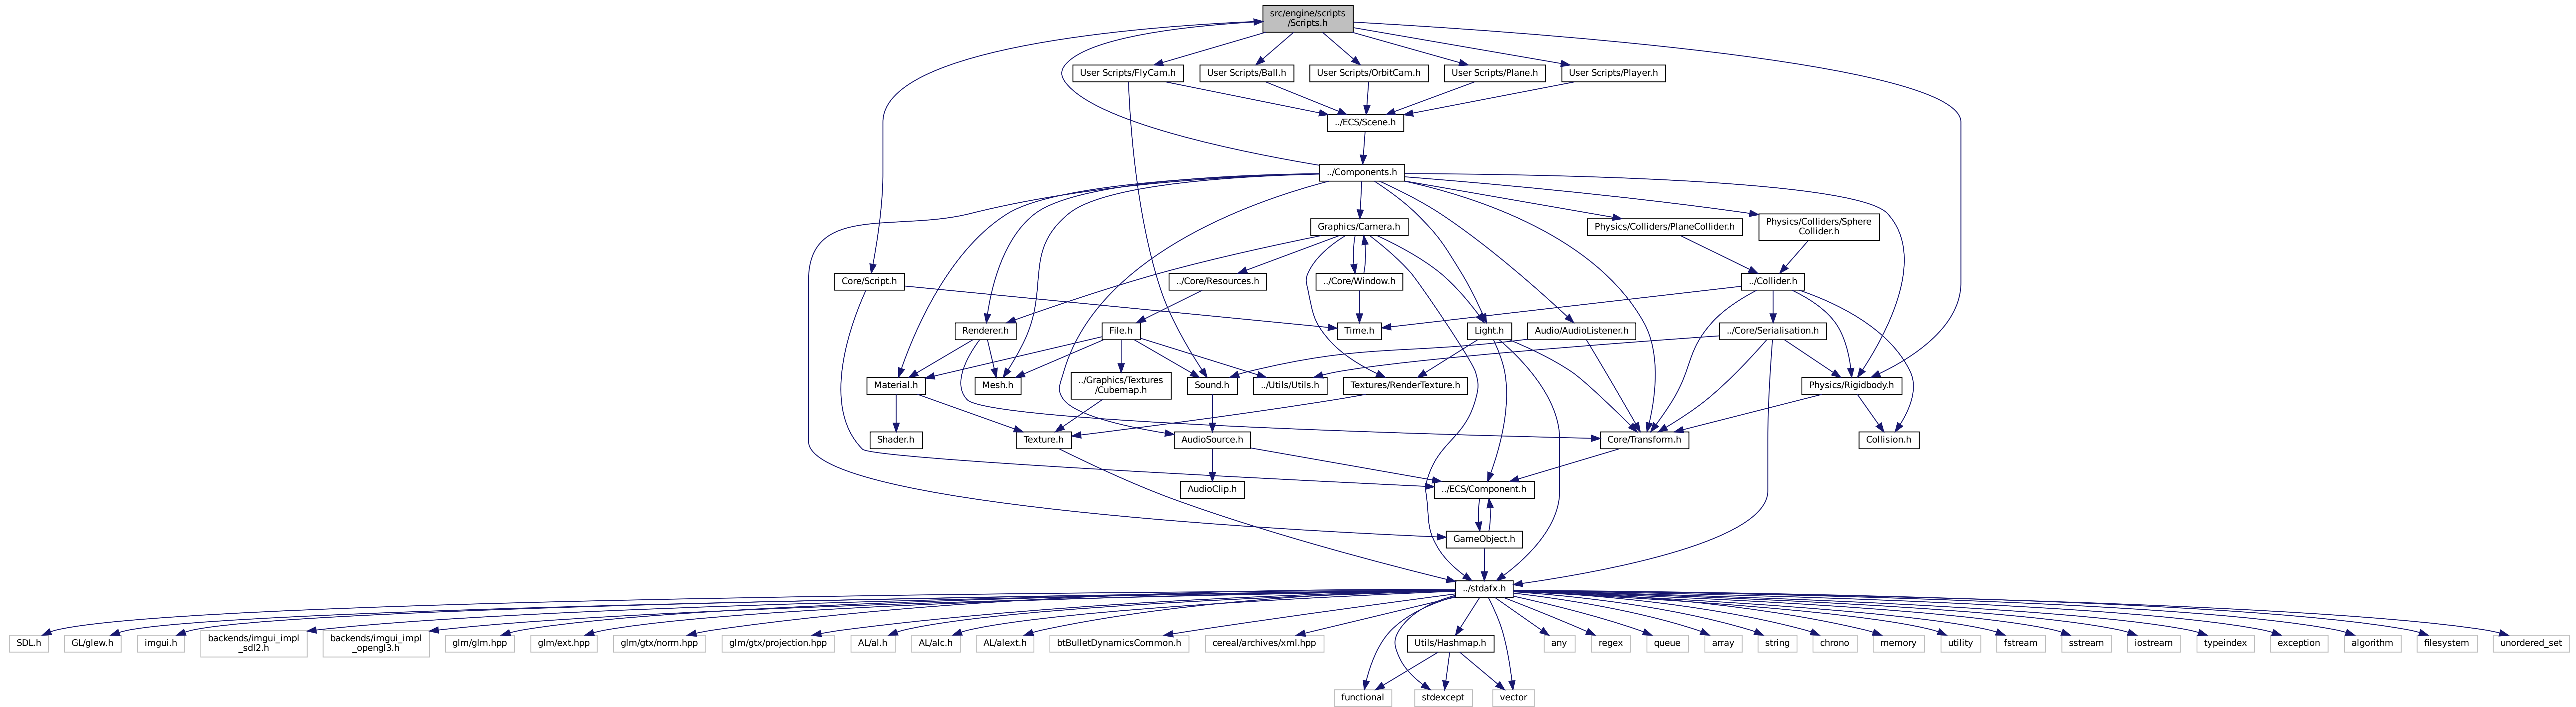 src/engine/scripts
/Scripts.h
User Scripts/FlyCam.h
User Scripts/Ball.h
User Scripts/OrbitCam.h
User Scripts/Plane.h
User Scripts/Player.h
../ECS/Scene.h
../Components.h
Graphics/Camera.h
Physics/Colliders/PlaneCollider.h
Physics/Colliders/Sphere
Collider.h
Core/Script.h
../Core/Resources.h
../Core/Window.h
../Collider.h
Renderer.h
File.h
Time.h
Light.h
Audio/AudioListener.h
../Core/Serialisation.h
Material.h
Mesh.h
../Graphics/Textures
/Cubemap.h
Sound.h
../Utils/Utils.h
Textures/RenderTexture.h
Physics/Rigidbody.h
Shader.h
Texture.h
AudioSource.h
Core/Transform.h
Collision.h
AudioClip.h
../ECS/Component.h
GameObject.h
../stdafx.h
SDL.h
GL/glew.h
imgui.h
backends/imgui_impl
_sdl2.h
backends/imgui_impl
_opengl3.h
glm/glm.hpp
glm/ext.hpp
glm/gtx/norm.hpp
glm/gtx/projection.hpp
AL/al.h
AL/alc.h
AL/alext.h
btBulletDynamicsCommon.h
cereal/archives/xml.hpp
Utils/Hashmap.h
any
regex
queue
array
string
chrono
memory
utility
fstream
sstream
iostream
typeindex
exception
algorithm
filesystem
unordered_set
functional
stdexcept
vector